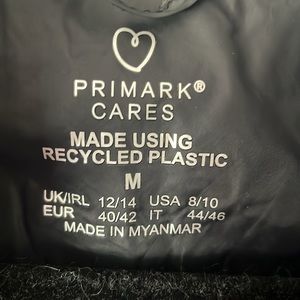 PRIMARK®
CARES
MADE USING
RECYCLED PLASTIC
M
UK/IRL 12/14 USA 8/10
EUR 40/42 IT 44/46
MADE IN MYANMAR